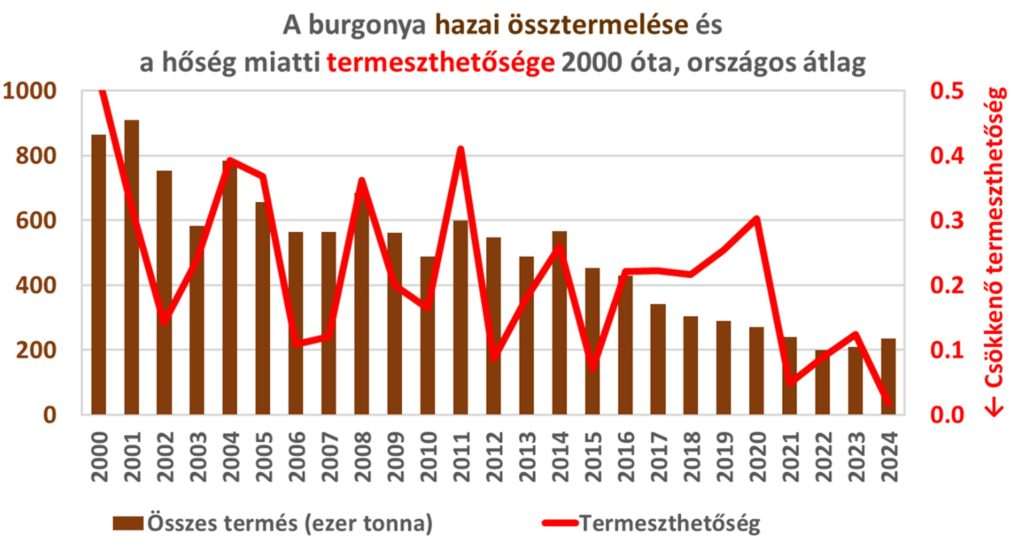 A burgonya hazai össztermelése és
a hőség miatti termeszthetősége 2000 óta, országos átlag
1000
800
600
400
200
0
0.5
0.4
0.3
0.2
0.1
0.0
← Csökkenő termeszthetőség
2000 2001 2002 2003 2004 2005 2006 2007 2008 2009 2010 2011 2012 2013 2014 2015 2016 2017 2018 2019 2020 2021 2022 2023 2024
Összes termés (ezer tonna) Termeszthetőség